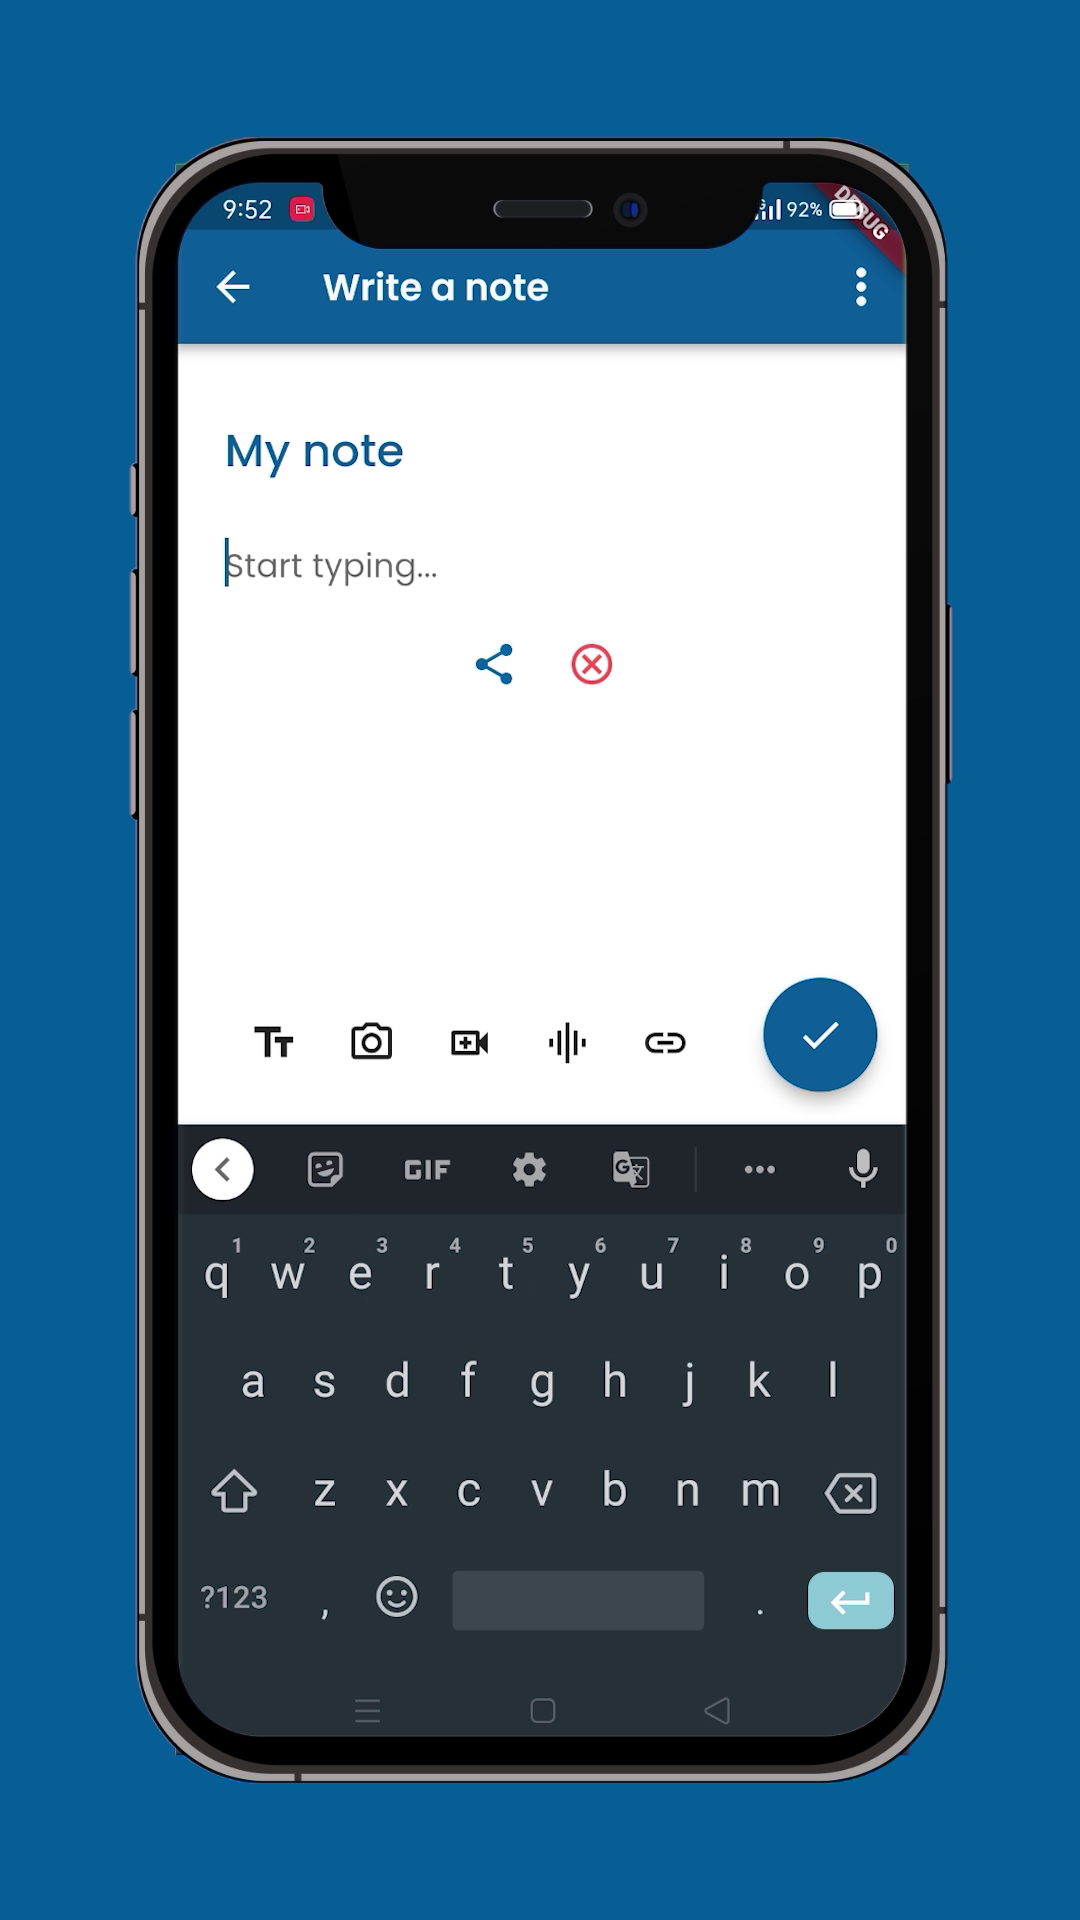 9:52
92%
DEBUG
Write a note
My note
Start typing...
GIF
1 2 3 4 5 6 7 8 9 0
q w e r t y u i o p
a s d f g h j k l
z x c v b n m
?123 , .